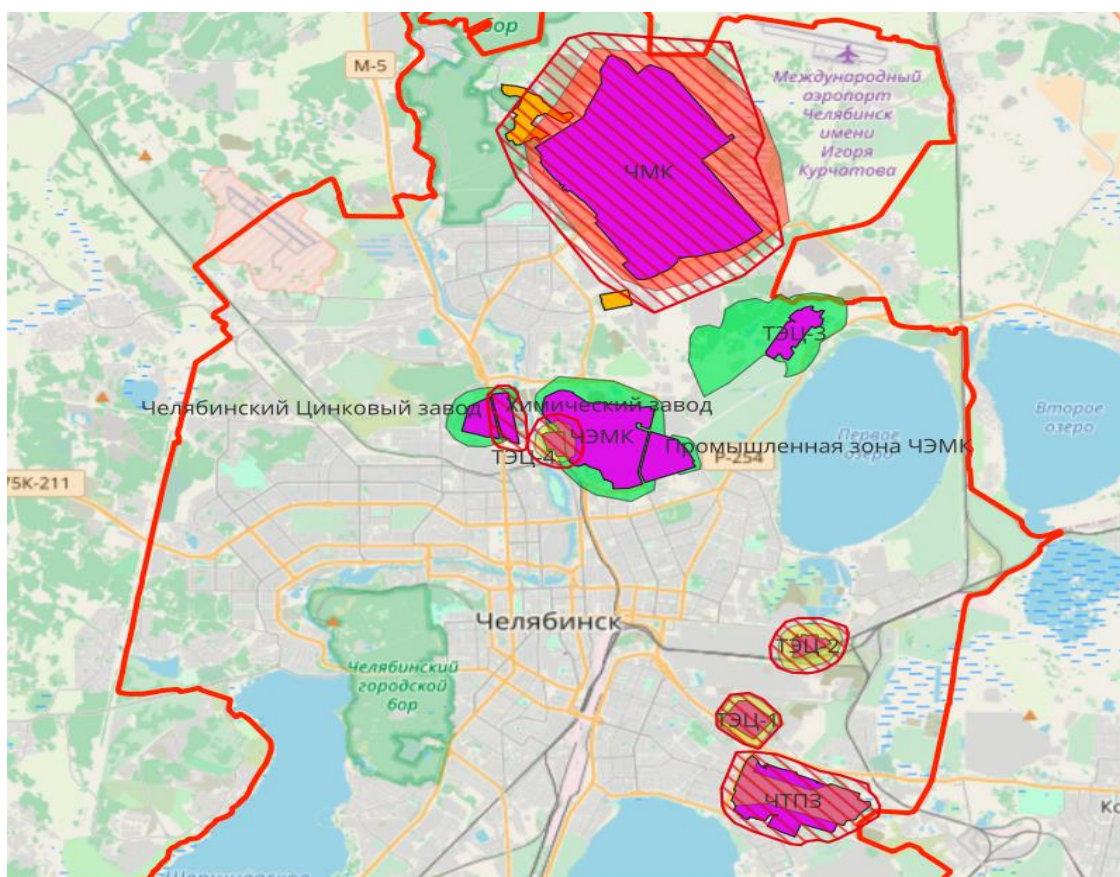 бор
М-5
Международный
аэропорт
Челябинск
имени
Игоря
Курчатова
ЧМК
ТЭЦ-3
Челябинский Цинковый завод
Химический завод
Второе
озеро
ЧЭМК
Первое
озеро
Промышленная зона ЧЭМК
ТЭЦ-4
Р-254
75К-211
Челябинск
ТЭЦ-2
Челябинский
городской
бор
ТЭЦ-1
ЧТПЗ